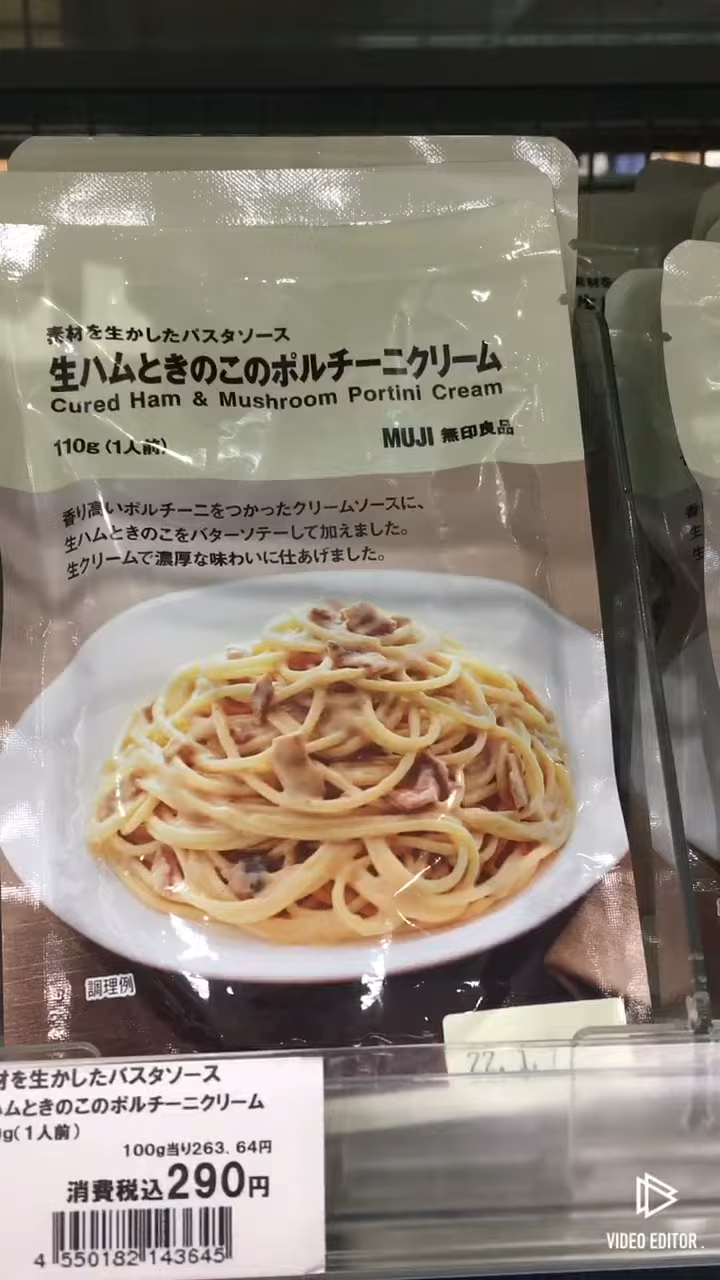 素材を生かしたパスタソース
生ハムときのこのポルチーニクリーム
Cured Ham & Mushroom Portini Cream
110g(1人前)
MUJI 無印良品
香り高いポルチーニをつかったクリームソースに、
生ハムときのこをバターソテーして加えました。
生クリームで濃厚な味わいに仕あげました。
調理例
材を生かしたパスタソース
ハムときのこのポルチーニクリーム
g(1人前)
100g当り263.64円
消費税込290円
4 550182 143645
VIDEO EDITOR.